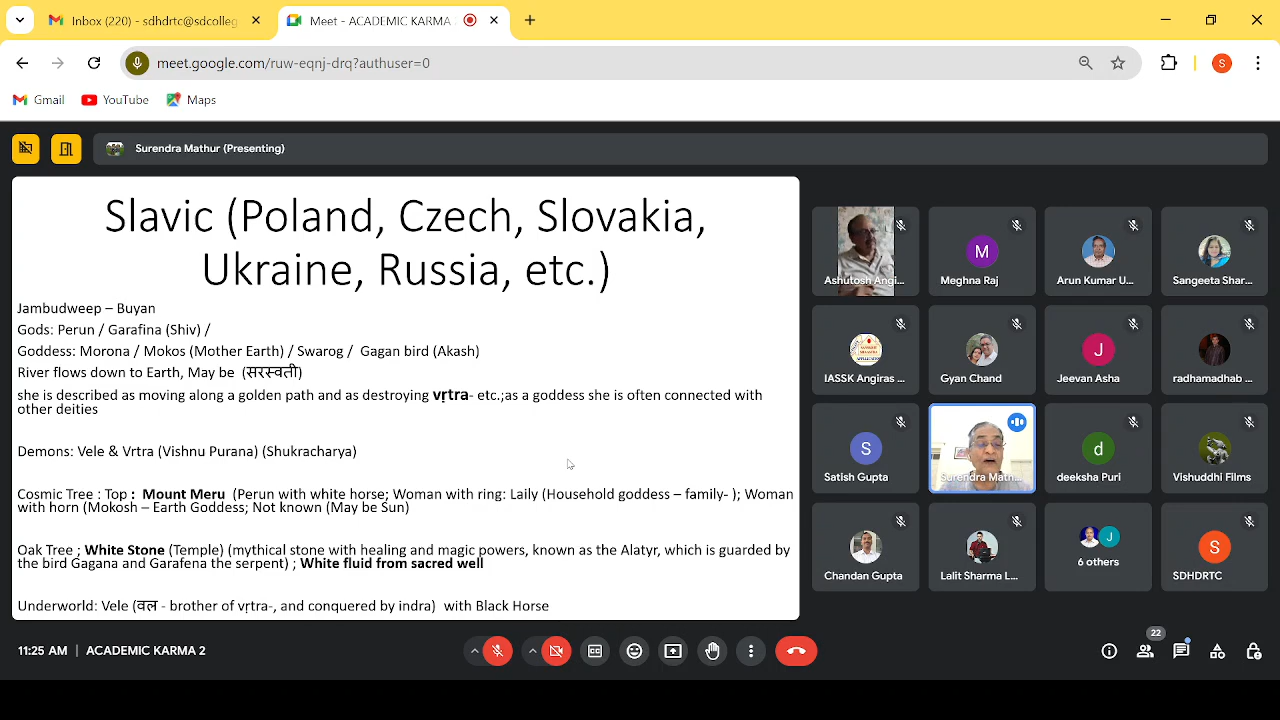 Inbox (220) - sdhdrtc@sdcolleg
Meet - ACADEMIC KARMA
meet.google.com/ruw-eqnj-drq?authuser=0
S
Gmail
YouTube
Maps
Surendra Mathur (Presenting)
Slavic (Poland, Czech, Slovakia,
Ukraine, Russia, etc.)
Jambudweep – Buyan
Gods: Perun / Garafina (Shiv) /
Goddess: Morona / Mokos (Mother Earth) / Swarog / Gagan bird (Akash)
River flows down to Earth, May be (सरस्वती)
she is described as moving along a golden path and as destroying vṛtra- etc.;as a goddess she is often connected with
other deities
Demons: Vele & Vrtra (Vishnu Purana) (Shukracharya)
Cosmic Tree : Top : Mount Meru (Perun with white horse; Woman with ring: Laily (Household goddess – family- ); Woman
with horn (Mokosh – Earth Goddess; Not known (May be Sun)
Oak Tree ; White Stone (Temple) (mythical stone with healing and magic powers, known as the Alatyr, which is guarded by
the bird Gagana and Garafena the serpent) ; White fluid from sacred well
Underworld: Vele (वल - brother of vṛtra-, and conquered by indra) with Black Horse
Ashutosh Angi...
M
Meghna Raj
Arun Kumar U...
Sangeeta Shar...
IASSK Angiras ...
Gyan Chand
J
Jeevan Asha
radhamadhab ...
S
Satish Gupta
Surendra Math...
d
deeksha Puri
Vishuddhi Films
Chandan Gupta
Lalit Sharma L...
J
6 others
S
SDHDRTC
11:25 AM
ACADEMIC KARMA 2
22